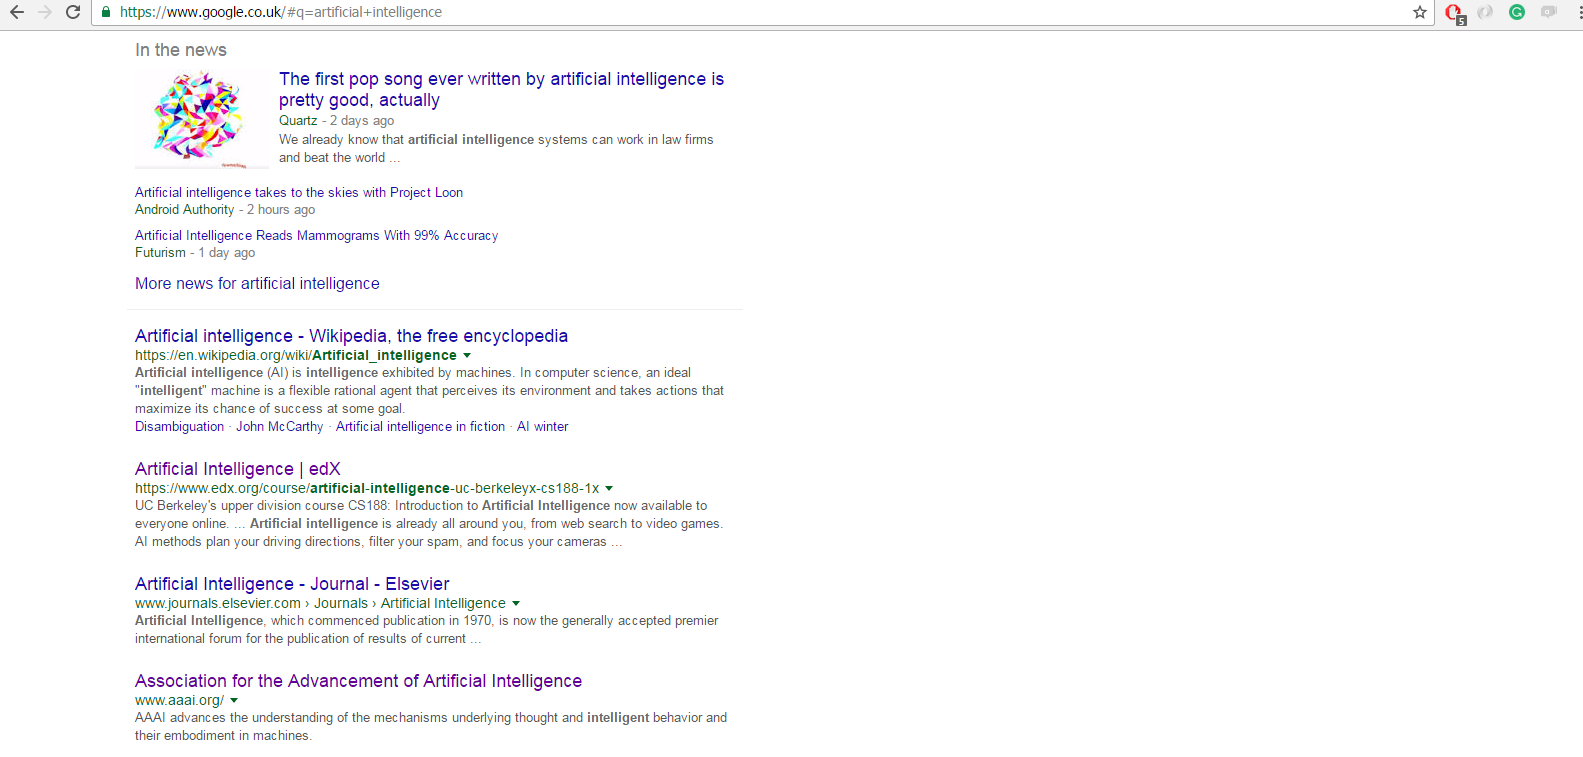 https://www.google.co.uk/#q=artificial+intelligence
5
In the news
The first pop song ever written by artificial intelligence is
pretty good, actually
Quartz - 2 days ago
We already know that artificial intelligence systems can work in law firms
and beat the world ...
Artificial intelligence takes to the skies with Project Loon
Android Authority - 2 hours ago
Artificial Intelligence Reads Mammograms With 99% Accuracy
Futurism - 1 day ago
More news for artificial intelligence
Artificial intelligence - Wikipedia, the free encyclopedia
https://en.wikipedia.org/wiki/Artificial_intelligence
Artificial intelligence (AI) is intelligence exhibited by machines. In computer science, an ideal
"intelligent" machine is a flexible rational agent that perceives its environment and takes actions that
maximize its chance of success at some goal.
Disambiguation · John McCarthy · Artificial intelligence in fiction · AI winter
Artificial Intelligence | edX
https://www.edx.org/course/artificial-intelligence-uc-berkeleyx-cs188-1x
UC Berkeley's upper division course CS188: Introduction to Artificial Intelligence now available to
everyone online. ... Artificial intelligence is already all around you, from web search to video games.
AI methods plan your driving directions, filter your spam, and focus your cameras ...
Artificial Intelligence - Journal - Elsevier
www.journals.elsevier.com › Journals › Artificial Intelligence
Artificial Intelligence, which commenced publication in 1970, is now the generally accepted premier
international forum for the publication of results of current ...
Association for the Advancement of Artificial Intelligence
www.aaai.org/
AAAI advances the understanding of the mechanisms underlying thought and intelligent behavior and
their embodiment in machines.